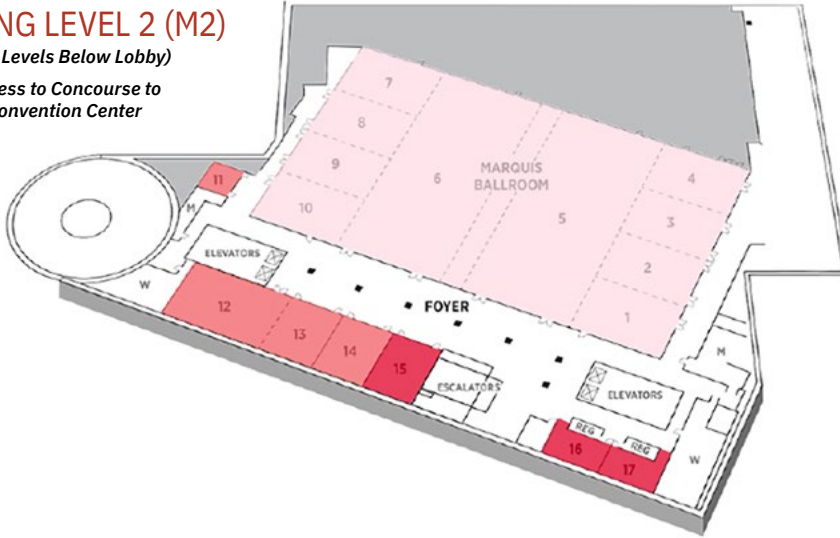 NG LEVEL 2 (M2)
Levels Below Lobby)
ess to Concourse to
onvention Center
7
8
9
10
6
MARQUIS
BALLROOM
5
4
3
2
1
11
M
ELEVATORS
W
12
13
14
15
FOYER
ESCALATORS
M
ELEVATORS
REG
REG
16
17
W